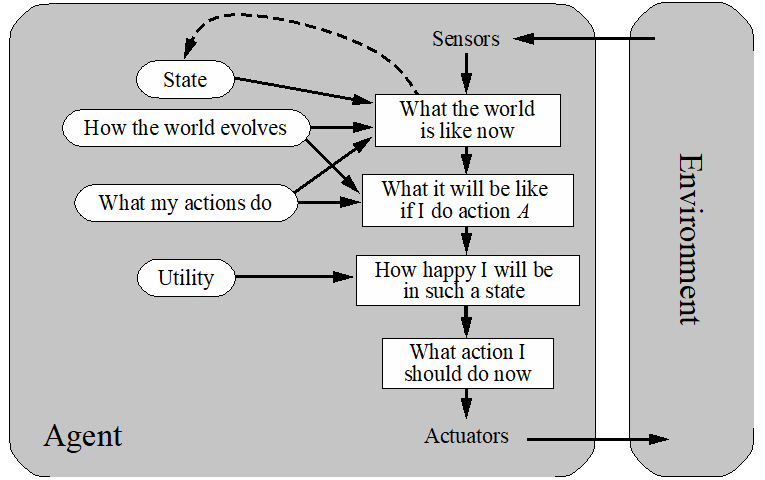 Sensors
State
What the world
is like now
How the world evolves
What my actions do
What it will be like
if I do action A
Utility
How happy I will be
in such a state
What action I
should do now
Agent
Actuators
Environment